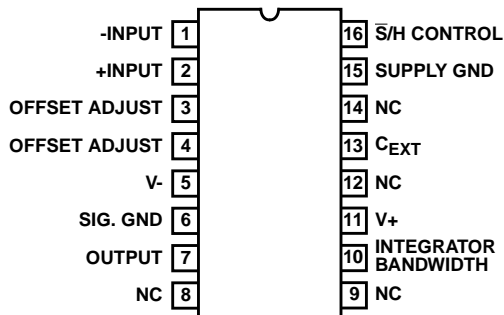 -INPUT 1
+INPUT 2
OFFSET ADJUST 3
OFFSET ADJUST 4
V- 5
SIG. GND 6
OUTPUT 7
NC 8
16 S̅/H CONTROL
15 SUPPLY GND
14 NC
13 CEXT
12 NC
11 V+
10 INTEGRATOR
BANDWIDTH
9 NC